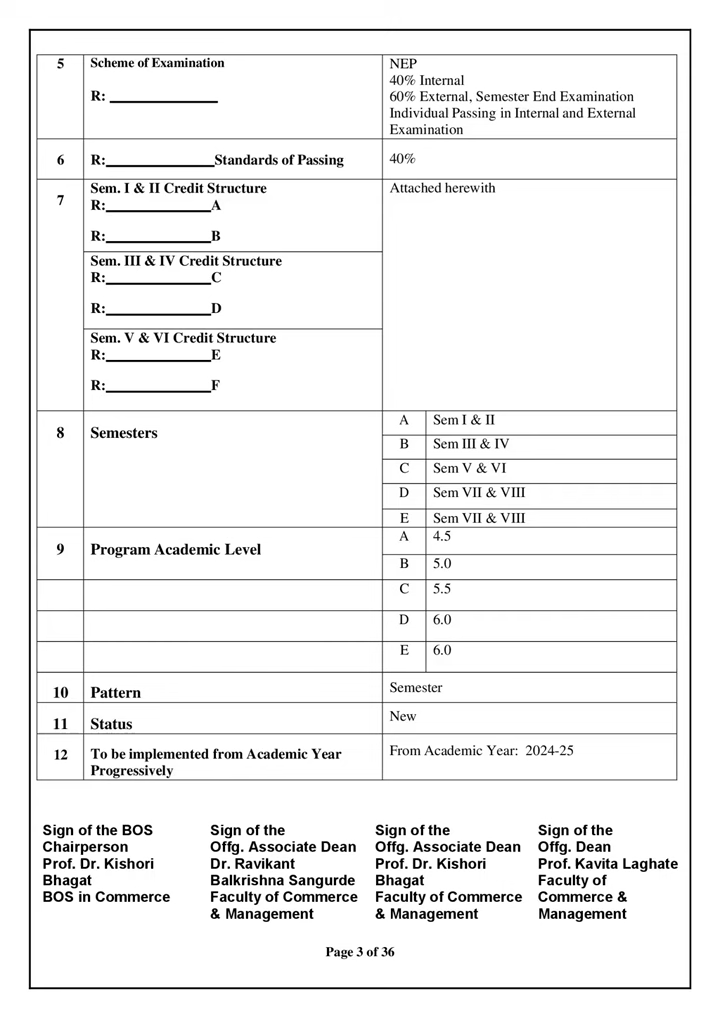 5 Scheme of Examination NEP
40% Internal
R: _______________ 60% External, Semester End Examination
Individual Passing in Internal and External
Examination
6 R:_______________Standards of Passing 40%
7 Sem. I & II Credit Structure Attached herewith
R:______________A
R:______________B
Sem. III & IV Credit Structure
R:______________C
R:______________D
Sem. V & VI Credit Structure
R:______________E
R:______________F
8 Semesters A Sem I & II
B Sem III & IV
C Sem V & VI
D Sem VII & VIII
E Sem VII & VIII
9 Program Academic Level A 4.5
B 5.0
C 5.5
D 6.0
E 6.0
10 Pattern Semester
11 Status New
12 To be implemented from Academic Year From Academic Year: 2024-25
Progressively
Sign of the BOS
Chairperson
Prof. Dr. Kishori
Bhagat
BOS in Commerce
Sign of the
Offg. Associate Dean
Dr. Ravikant
Balkrishna Sangurde
Faculty of Commerce
& Management
Sign of the
Offg. Associate Dean
Prof. Dr. Kishori
Bhagat
Faculty of Commerce
& Management
Sign of the
Offg. Dean
Prof. Kavita Laghate
Faculty of
Commerce &
Management
Page 3 of 36